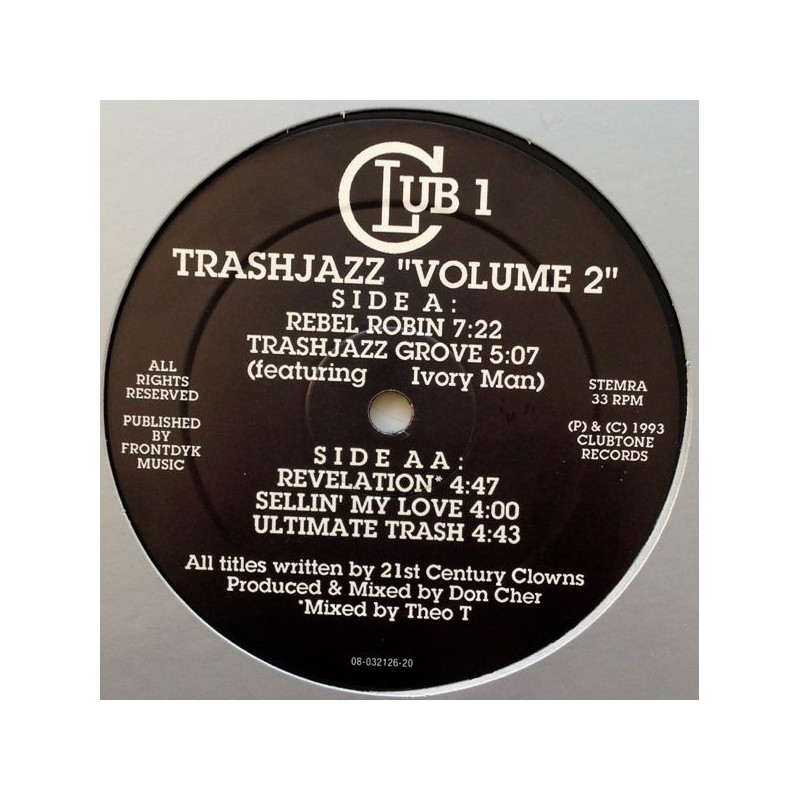 CLUB 1
TRASHJAZZ "VOLUME 2"
SIDE A:
REBEL ROBIN 7:22
TRASHJAZZ GROVE 5:07
(featuring Ivory Man)
ALL
RIGHTS
RESERVED
PUBLISHED
BY
FRONTDYK
MUSIC
STEMRA
33 RPM
(P) & (C) 1993
CLUBTONE
RECORDS
SIDE AA:
REVELATION* 4:47
SELLIN' MY LOVE 4:00
ULTIMATE TRASH 4:43
All titles written by 21st Century Clowns
Produced & Mixed by Don Cher
*Mixed by Theo T
08-032126-20